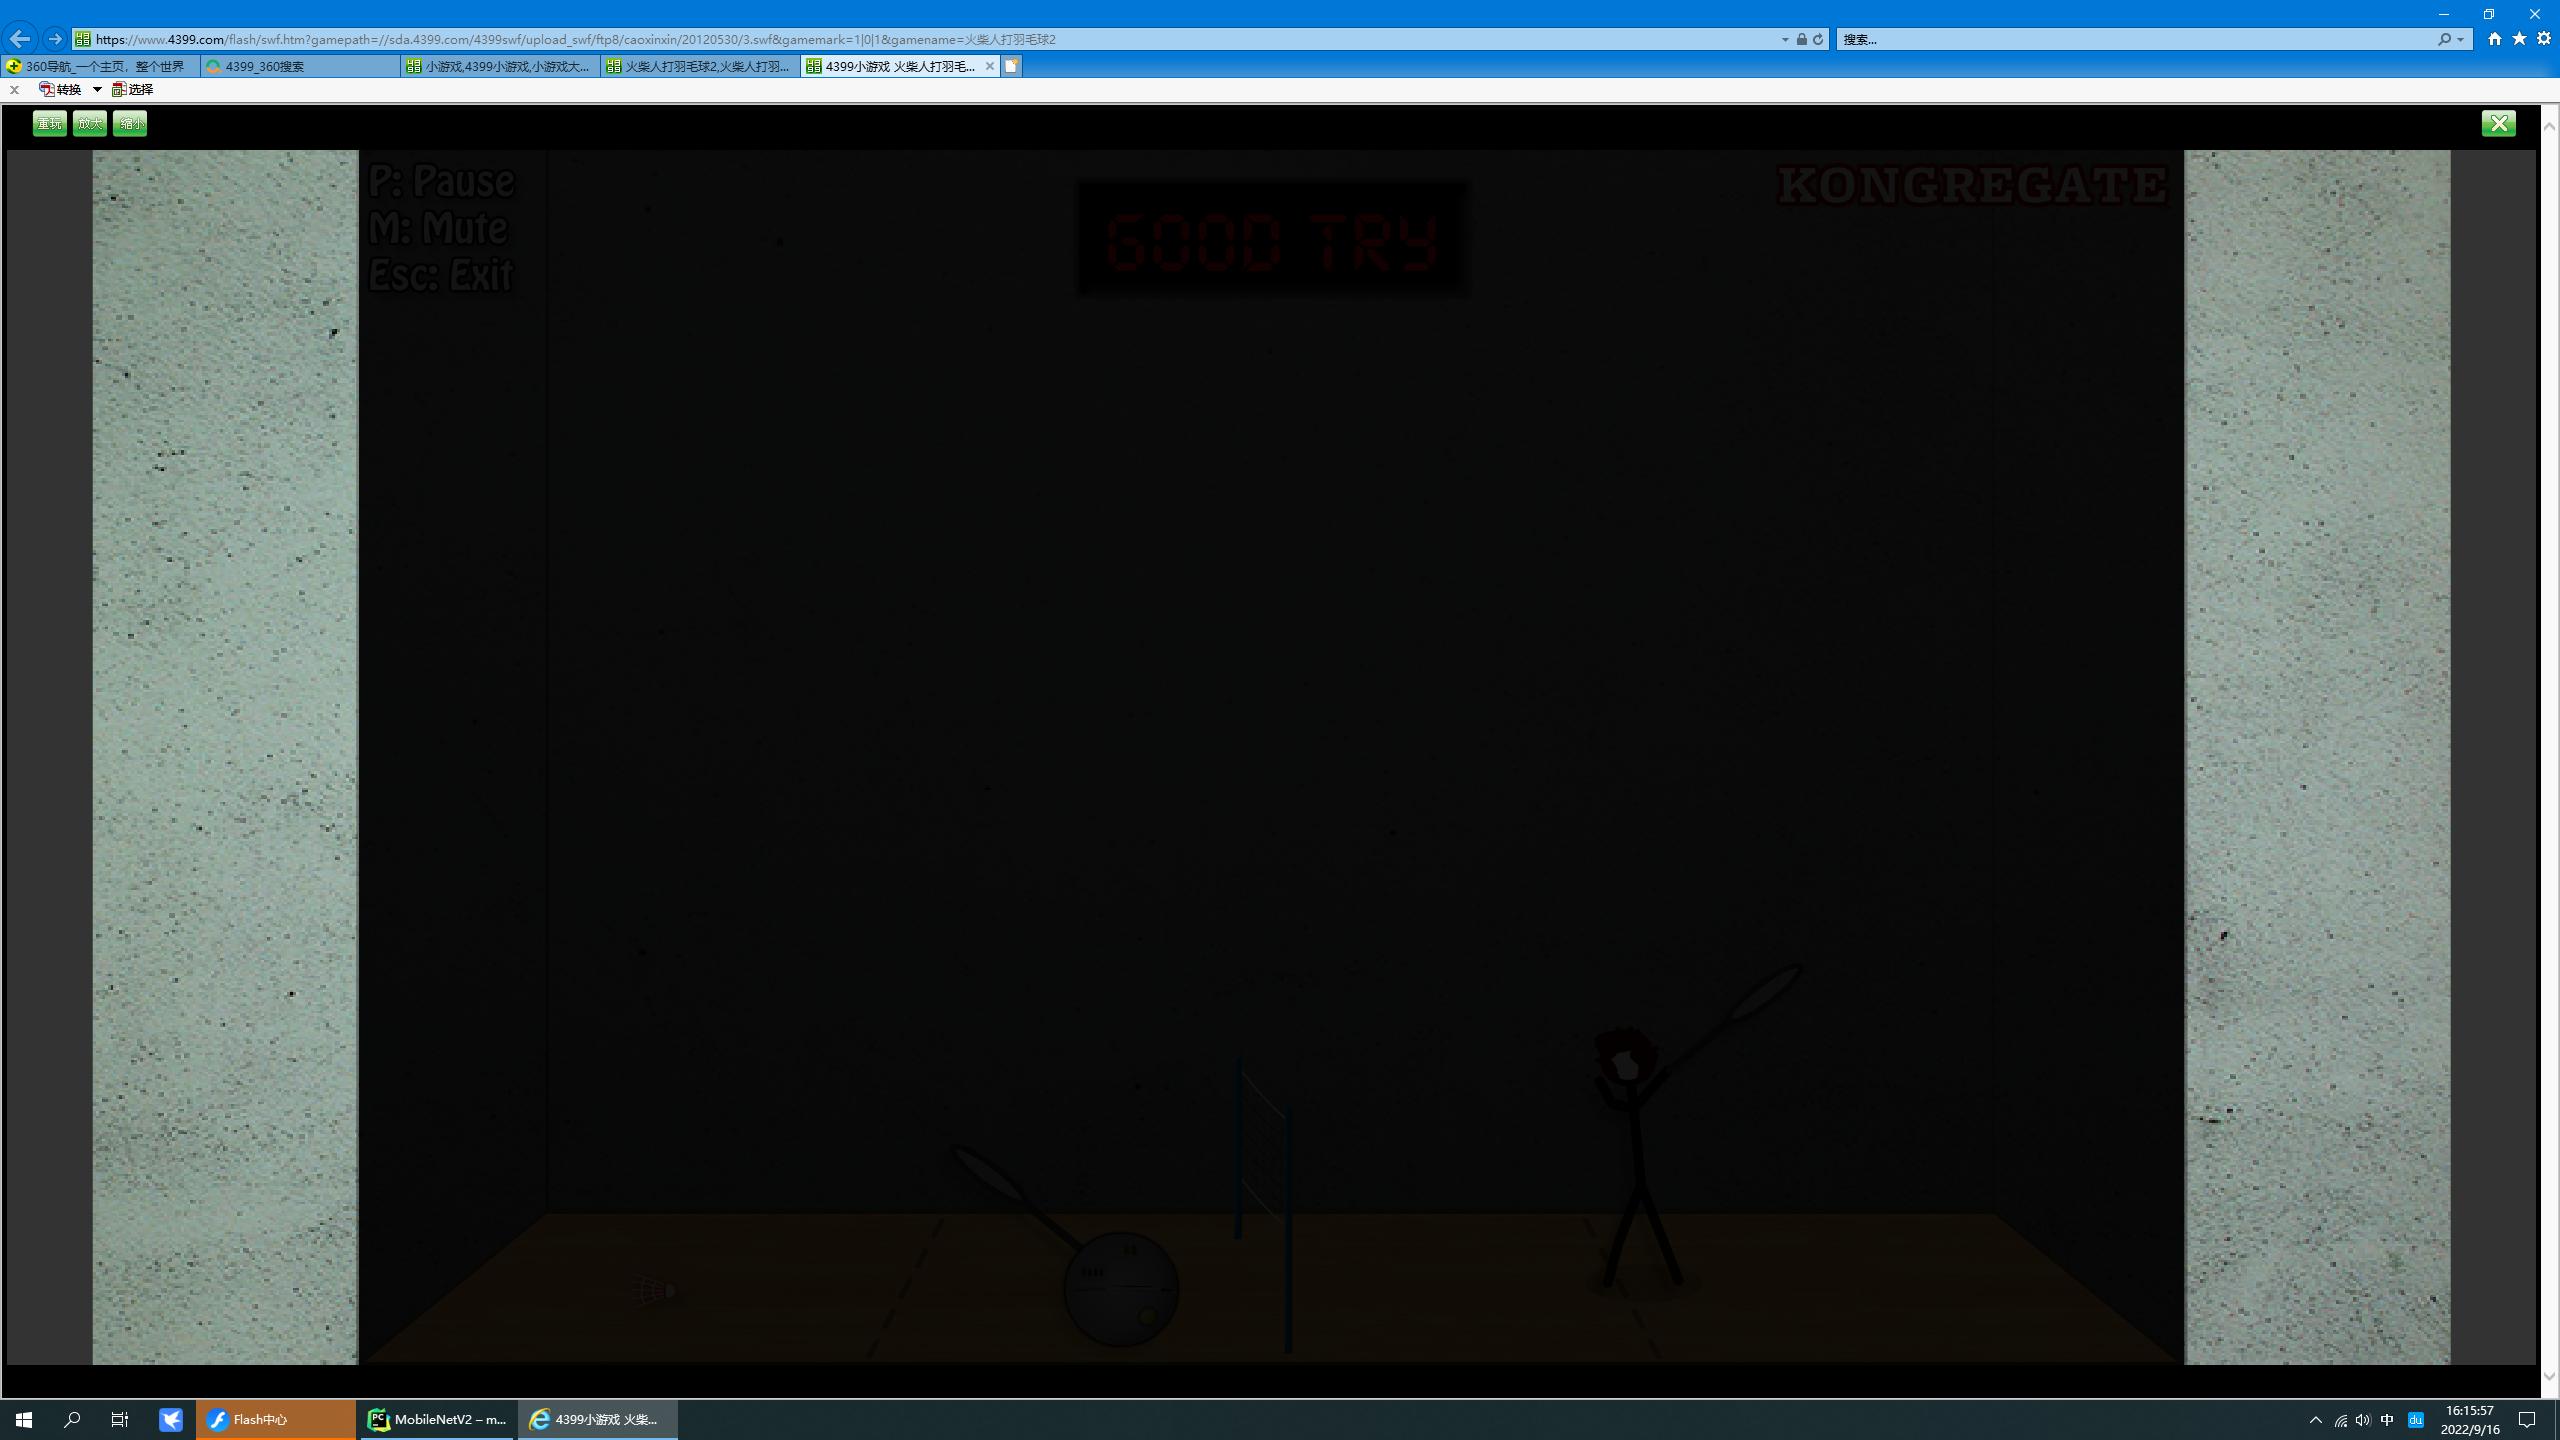 https://www.4399.com/flash/swf.htm?gamepath=//sda.4399.com/4399swf/upload_swf/ftp8/caoxinxin/20120530/3.swf&gamemark=1|0|1&gamename=火柴人打羽毛球2
搜索...
360导航_一个主页，整个世界
4399_360搜索
小游戏,4399小游戏,小游戏大...
火柴人打羽毛球2,火柴人打羽...
4399小游戏 火柴人打羽毛...
转换
选择
重玩
放大
缩小
P: Pause
M: Mute
Esc: Exit
GOOD TRY
KONGREGATE
Flash中心
MobileNetV2 – m...
4399小游戏 火柴...
中
du
16:15:57
2022/9/16